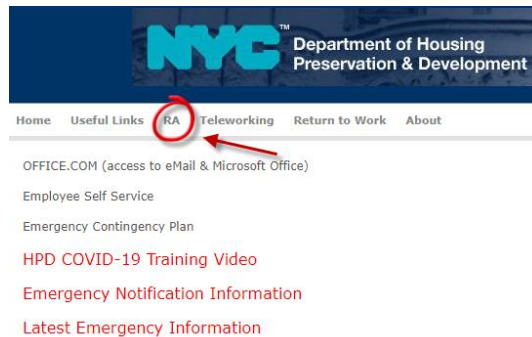 NYC™
Department of Housing
Preservation & Development
Home Useful Links RA Teleworking Return to Work About
OFFICE.COM (access to eMail & Microsoft Office)
Employee Self Service
Emergency Contingency Plan
HPD COVID-19 Training Video
Emergency Notification Information
Latest Emergency Information